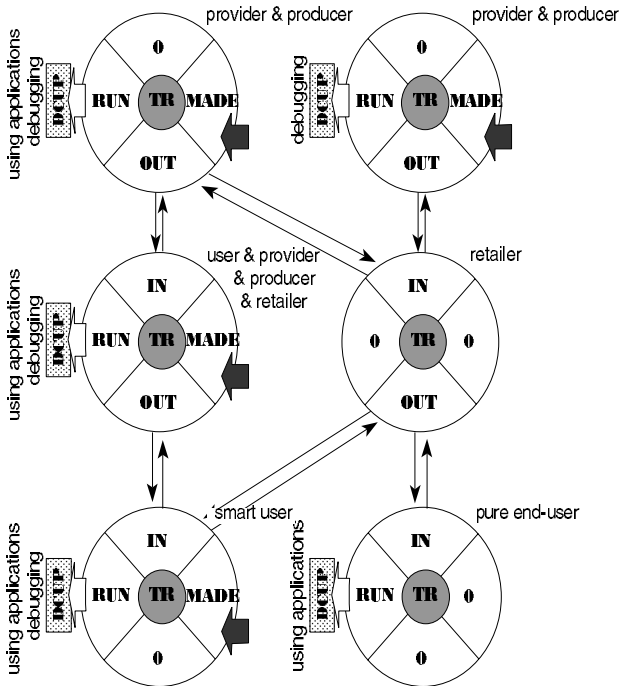 provider & producer
provider & producer
using applications
debugging
DCUP
0
RUN
TR
MADE
OUT
debugging
DCUP
0
RUN
TR
MADE
OUT
user & provider
& producer
& retailer
retailer
using applications
debugging
DCUP
IN
RUN
TR
MADE
OUT
IN
0
TR
0
OUT
smart user
pure end-user
using applications
debugging
DCUP
IN
RUN
TR
MADE
0
using applications
DCUP
IN
RUN
TR
0
0